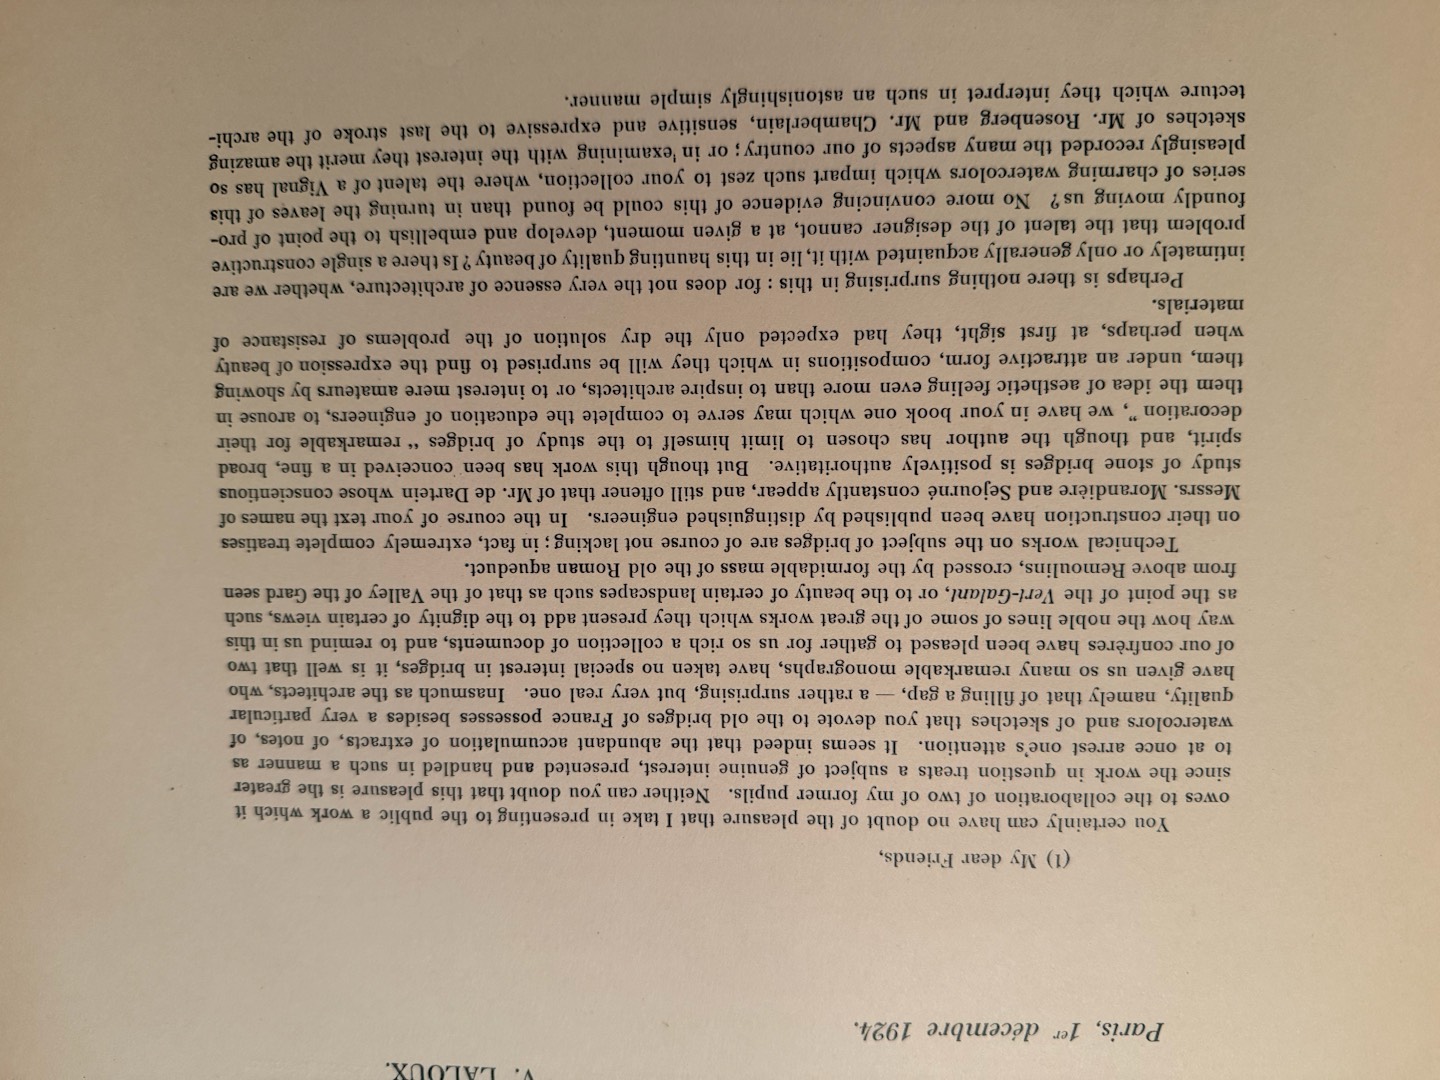 V. LALOUX.
Paris, 1er décembre 1924.
(1) My dear Friends,
You certainly can have no doubt of the pleasure that I take in presenting to the public a work which it
owes to the collaboration of two of my former pupils. Neither can you doubt that this pleasure is the greater
since the work in question treats a subject of genuine interest, presented and handled in such a manner as
to at once arrest one's attention. It seems indeed that the abundant accumulation of extracts, of notes, of
watercolors and of sketches that you devote to the old bridges of France possesses besides a very particular
quality, namely that of filling a gap, — a rather surprising, but very real one. Inasmuch as the architects, who
have given us so many remarkable monographs, have taken no special interest in bridges, it is well that two
of our confrères have been pleased to gather for us so rich a collection of documents, and to remind us in this
way how the noble lines of some of the great works which they present add to the dignity of certain views, such
as the point of the Vert-Galant, or to the beauty of certain landscapes such as that of the Valley of the Gard seen
from above Remoulins, crossed by the formidable mass of the old Roman aqueduct.
Technical works on the subject of bridges are of course not lacking; in fact, extremely complete treatises
on their construction have been published by distinguished engineers. In the course of your text the names of
Messrs. Morandière and Sejourné constantly appear, and still oftener that of Mr. de Dartein whose conscientious
study of stone bridges is positively authoritative. But though this work has been conceived in a fine, broad
spirit, and though the author has chosen to limit himself to the study of bridges “ remarkable for their
decoration ”, we have in your book one which may serve to complete the education of engineers, to arouse in
them the idea of aesthetic feeling even more than to inspire architects, or to interest mere amateurs by showing
them, under an attractive form, compositions in which they will be surprised to find the expression of beauty
when perhaps, at first sight, they had expected only the dry solution of the problems of resistance of
materials.
Perhaps is there nothing surprising in this : for does not the very essence of architecture, whether we are
intimately or only generally acquainted with it, lie in this haunting quality of beauty ? Is there a single constructive
problem that the talent of the designer cannot, at a given moment, develop and embellish to the point of pro-
foundly moving us ? No more convincing evidence of this could be found than in turning the leaves of this
series of charming watercolors which impart such zest to your collection, where the talent of a Vignal has so
pleasingly recorded the many aspects of our country; or in examining with the interest they merit the amazing
sketches of Mr. Rosenberg and Mr. Chamberlain, sensitive and expressive to the last stroke of the archi-
tecture which they interpret in such an astonishingly simple manner.